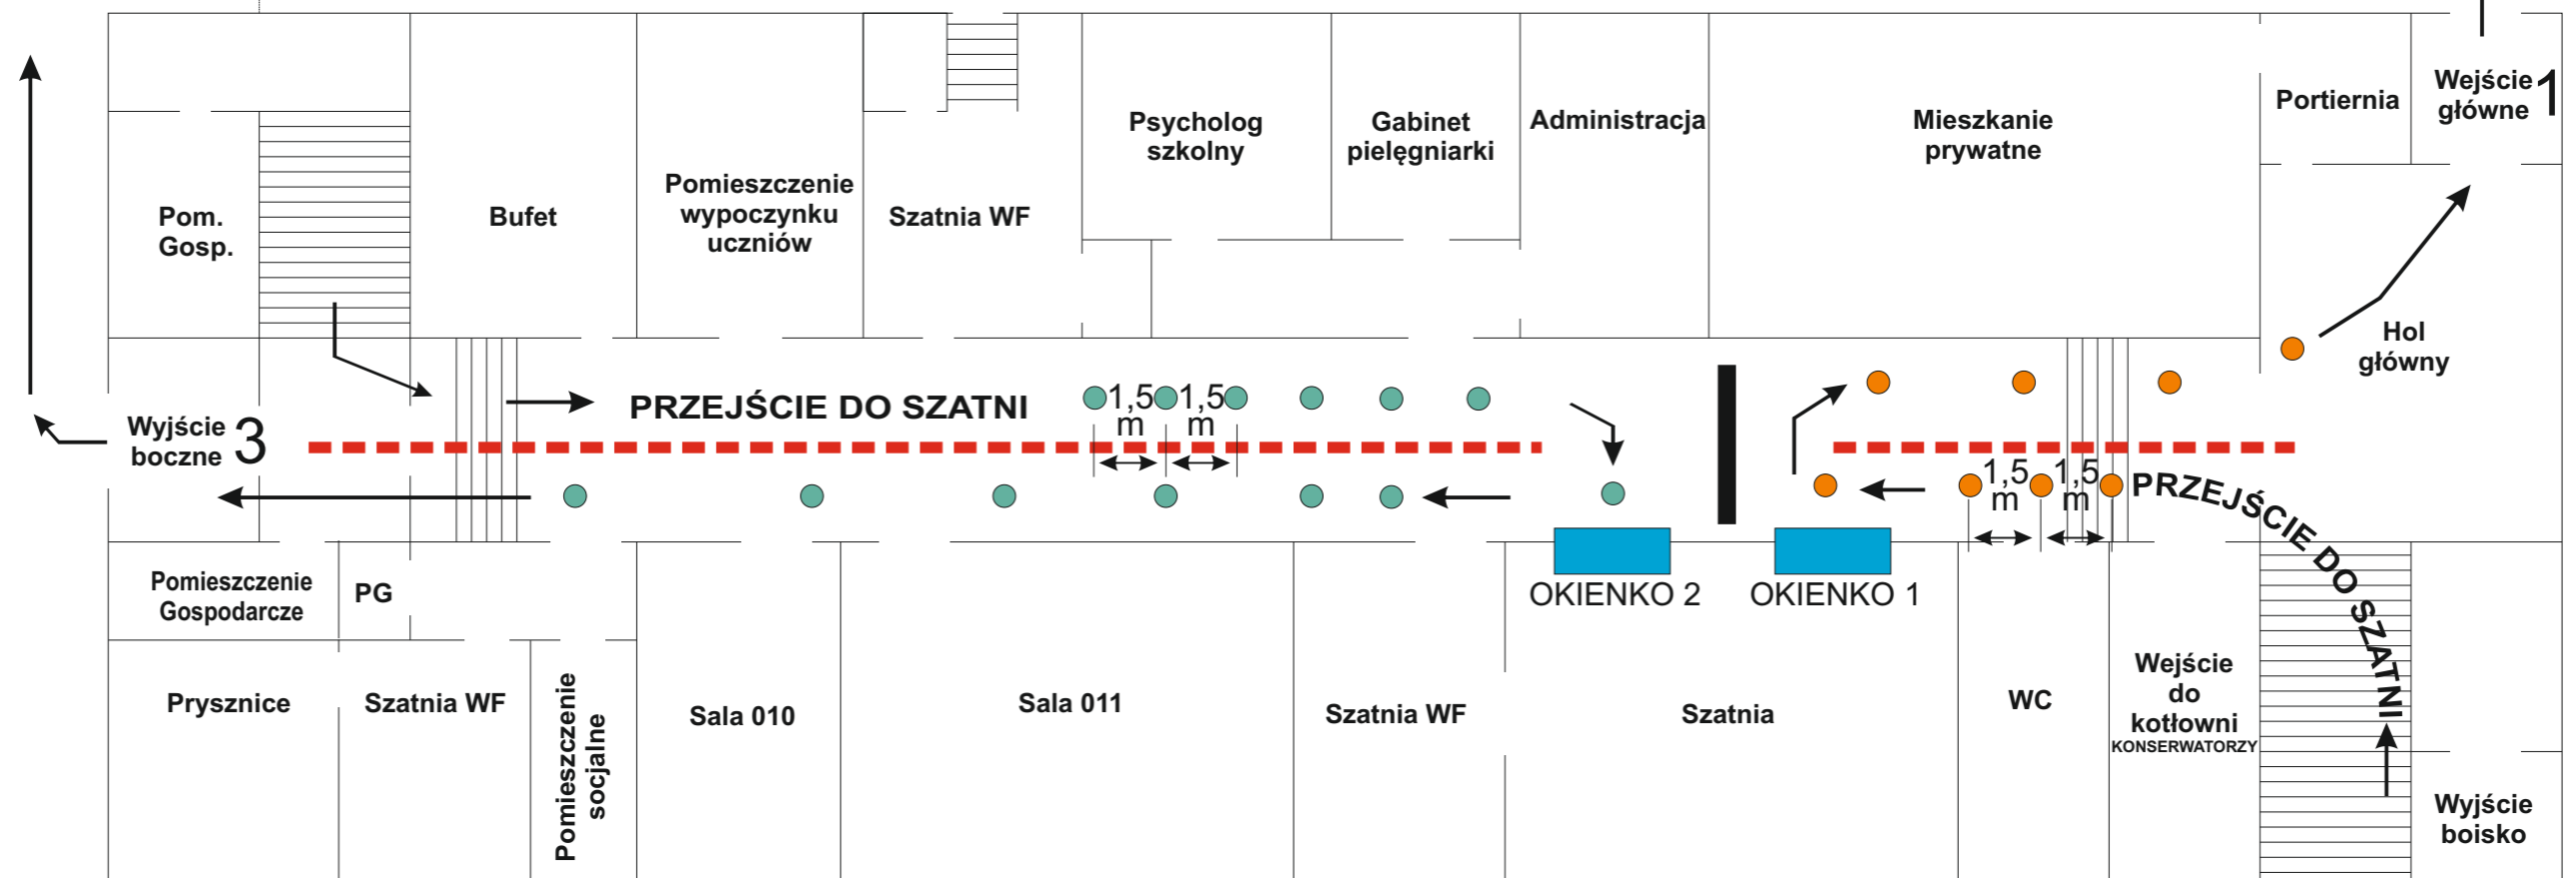 Wejście
główne
1
Portiernia
Psycholog
szkolny
Gabinet
pielęgniarki
Administracja
Mieszkanie
prywatne
Pom.
Gosp.
Bufet
Pomieszczenie
wypoczynku
uczniów
Szatnia WF
Hol
główny
Wyjście
boczne
3
PRZEJŚCIE DO SZATNI
1,5
m
1,5
m
1,5
m
1,5
m
PRZEJŚCIE DO SZATNI
OKIENKO 2
OKIENKO 1
Pomieszczenie
Gospodarcze
PG
Prysznice
Szatnia WF
Pomieszczenie
socjalne
Sala 010
Sala 011
Szatnia WF
Szatnia
WC
Wejście
do
kotłowni
KONSERWATORZY
Wyjście
boisko